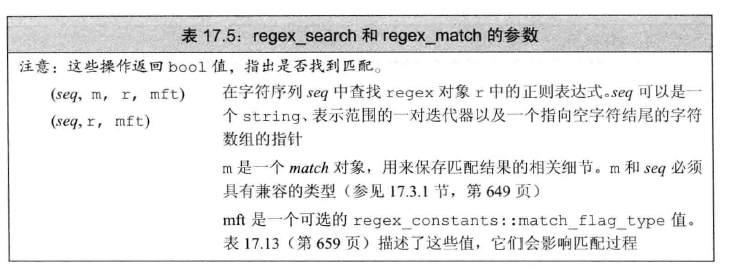 表 17.5：regex_search 和 regex_match 的参数
注意：这些操作返回 bool 值，指出是否找到匹配。
(seq, m, r, mft) 在字符序列 seq 中查找 regex 对象 r 中的正则表达式。seq 可以是一
(seq, r, mft) 个 string、表示范围的一对迭代器以及一个指向空字符结尾的字符
数组的指针
m 是一个 match 对象，用来保存匹配结果的相关细节。m 和 seq 必须
具有兼容的类型（参见 17.3.1 节，第 649 页）
mft 是一个可选的 regex_constants::match_flag_type 值。
表 17.13（第 659 页）描述了这些值，它们会影响匹配过程